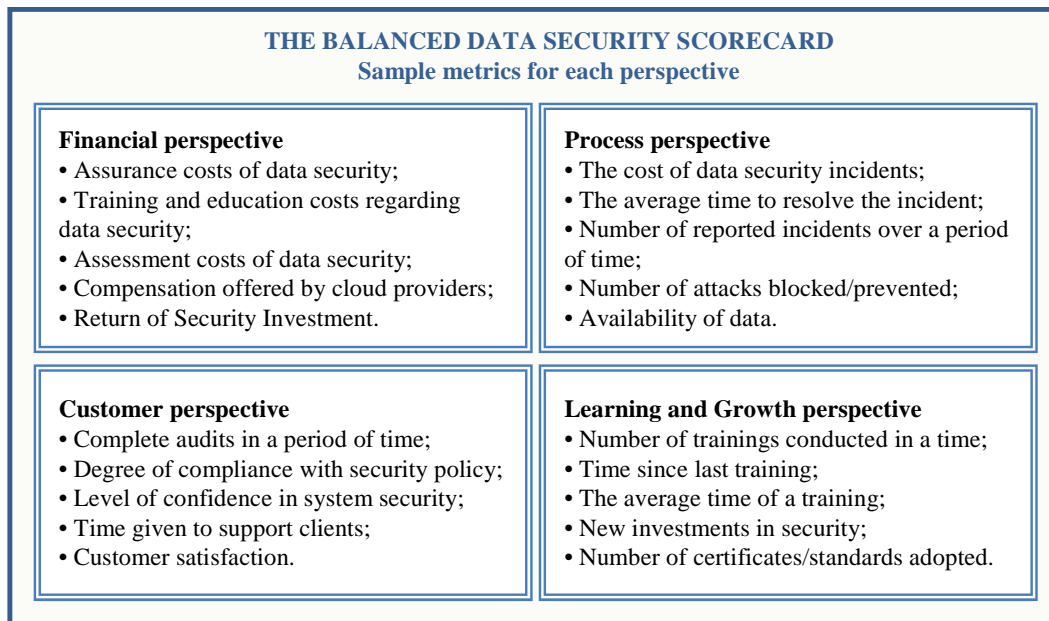 THE BALANCED DATA SECURITY SCORECARD
Sample metrics for each perspective
Financial perspective
• Assurance costs of data security;
• Training and education costs regarding
data security;
• Assessment costs of data security;
• Compensation offered by cloud providers;
• Return of Security Investment.
Process perspective
• The cost of data security incidents;
• The average time to resolve the incident;
• Number of reported incidents over a period
of time;
• Number of attacks blocked/prevented;
• Availability of data.
Customer perspective
• Complete audits in a period of time;
• Degree of compliance with security policy;
• Level of confidence in system security;
• Time given to support clients;
• Customer satisfaction.
Learning and Growth perspective
• Number of trainings conducted in a time;
• Time since last training;
• The average time of a training;
• New investments in security;
• Number of certificates/standards adopted.